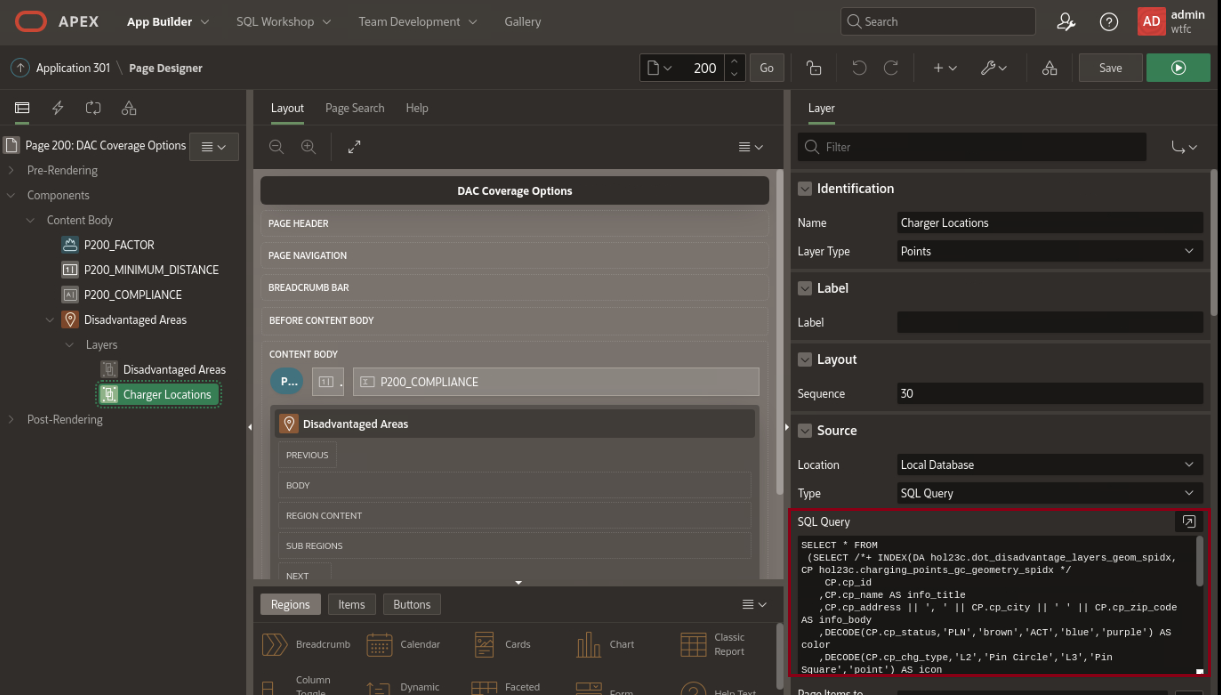 APEX App Builder SQL Workshop Team Development Gallery Search AD admin
wtfc
Application 301 \ Page Designer 200 Go Save
Page 200: DAC Coverage Options
Pre-Rendering
Components
Content Body
P200_FACTOR
P200_MINIMUM_DISTANCE
P200_COMPLIANCE
Disadvantaged Areas
Layers
Disadvantaged Areas
Charger Locations
Post-Rendering
Layout Page Search Help
DAC Coverage Options
PAGE HEADER
PAGE NAVIGATION
BREADCRUMB BAR
BEFORE CONTENT BODY
CONTENT BODY
P... . P200_COMPLIANCE
Disadvantaged Areas
PREVIOUS
BODY
REGION CONTENT
SUB REGIONS
NEXT
Regions Items Buttons
Breadcrumb Calendar Cards Chart Classic
Report
Column
Toggle Dynamic Faceted Form Help Text
Layer
Filter
Identification
Name Charger Locations
Layer Type Points
Label
Label
Layout
Sequence 30
Source
Location Local Database
Type SQL Query
SQL Query
SELECT * FROM
(SELECT /*+ INDEX(DA hol23c.dot_disadvantage_layers_geom_spidx,
CP hol23c.charging_points_gc_geometry_spidx */
CP.cp_id
,CP.cp_name AS info_title
,CP.cp_address || ', ' || CP.cp_city || ' ' || CP.cp_zip_code
AS info_body
,DECODE(CP.cp_status,'PLN','brown','ACT','blue','purple') AS
color
,DECODE(CP.cp_chg_type,'L2','Pin Circle','L3','Pin
Square','point') AS icon
Page Items to